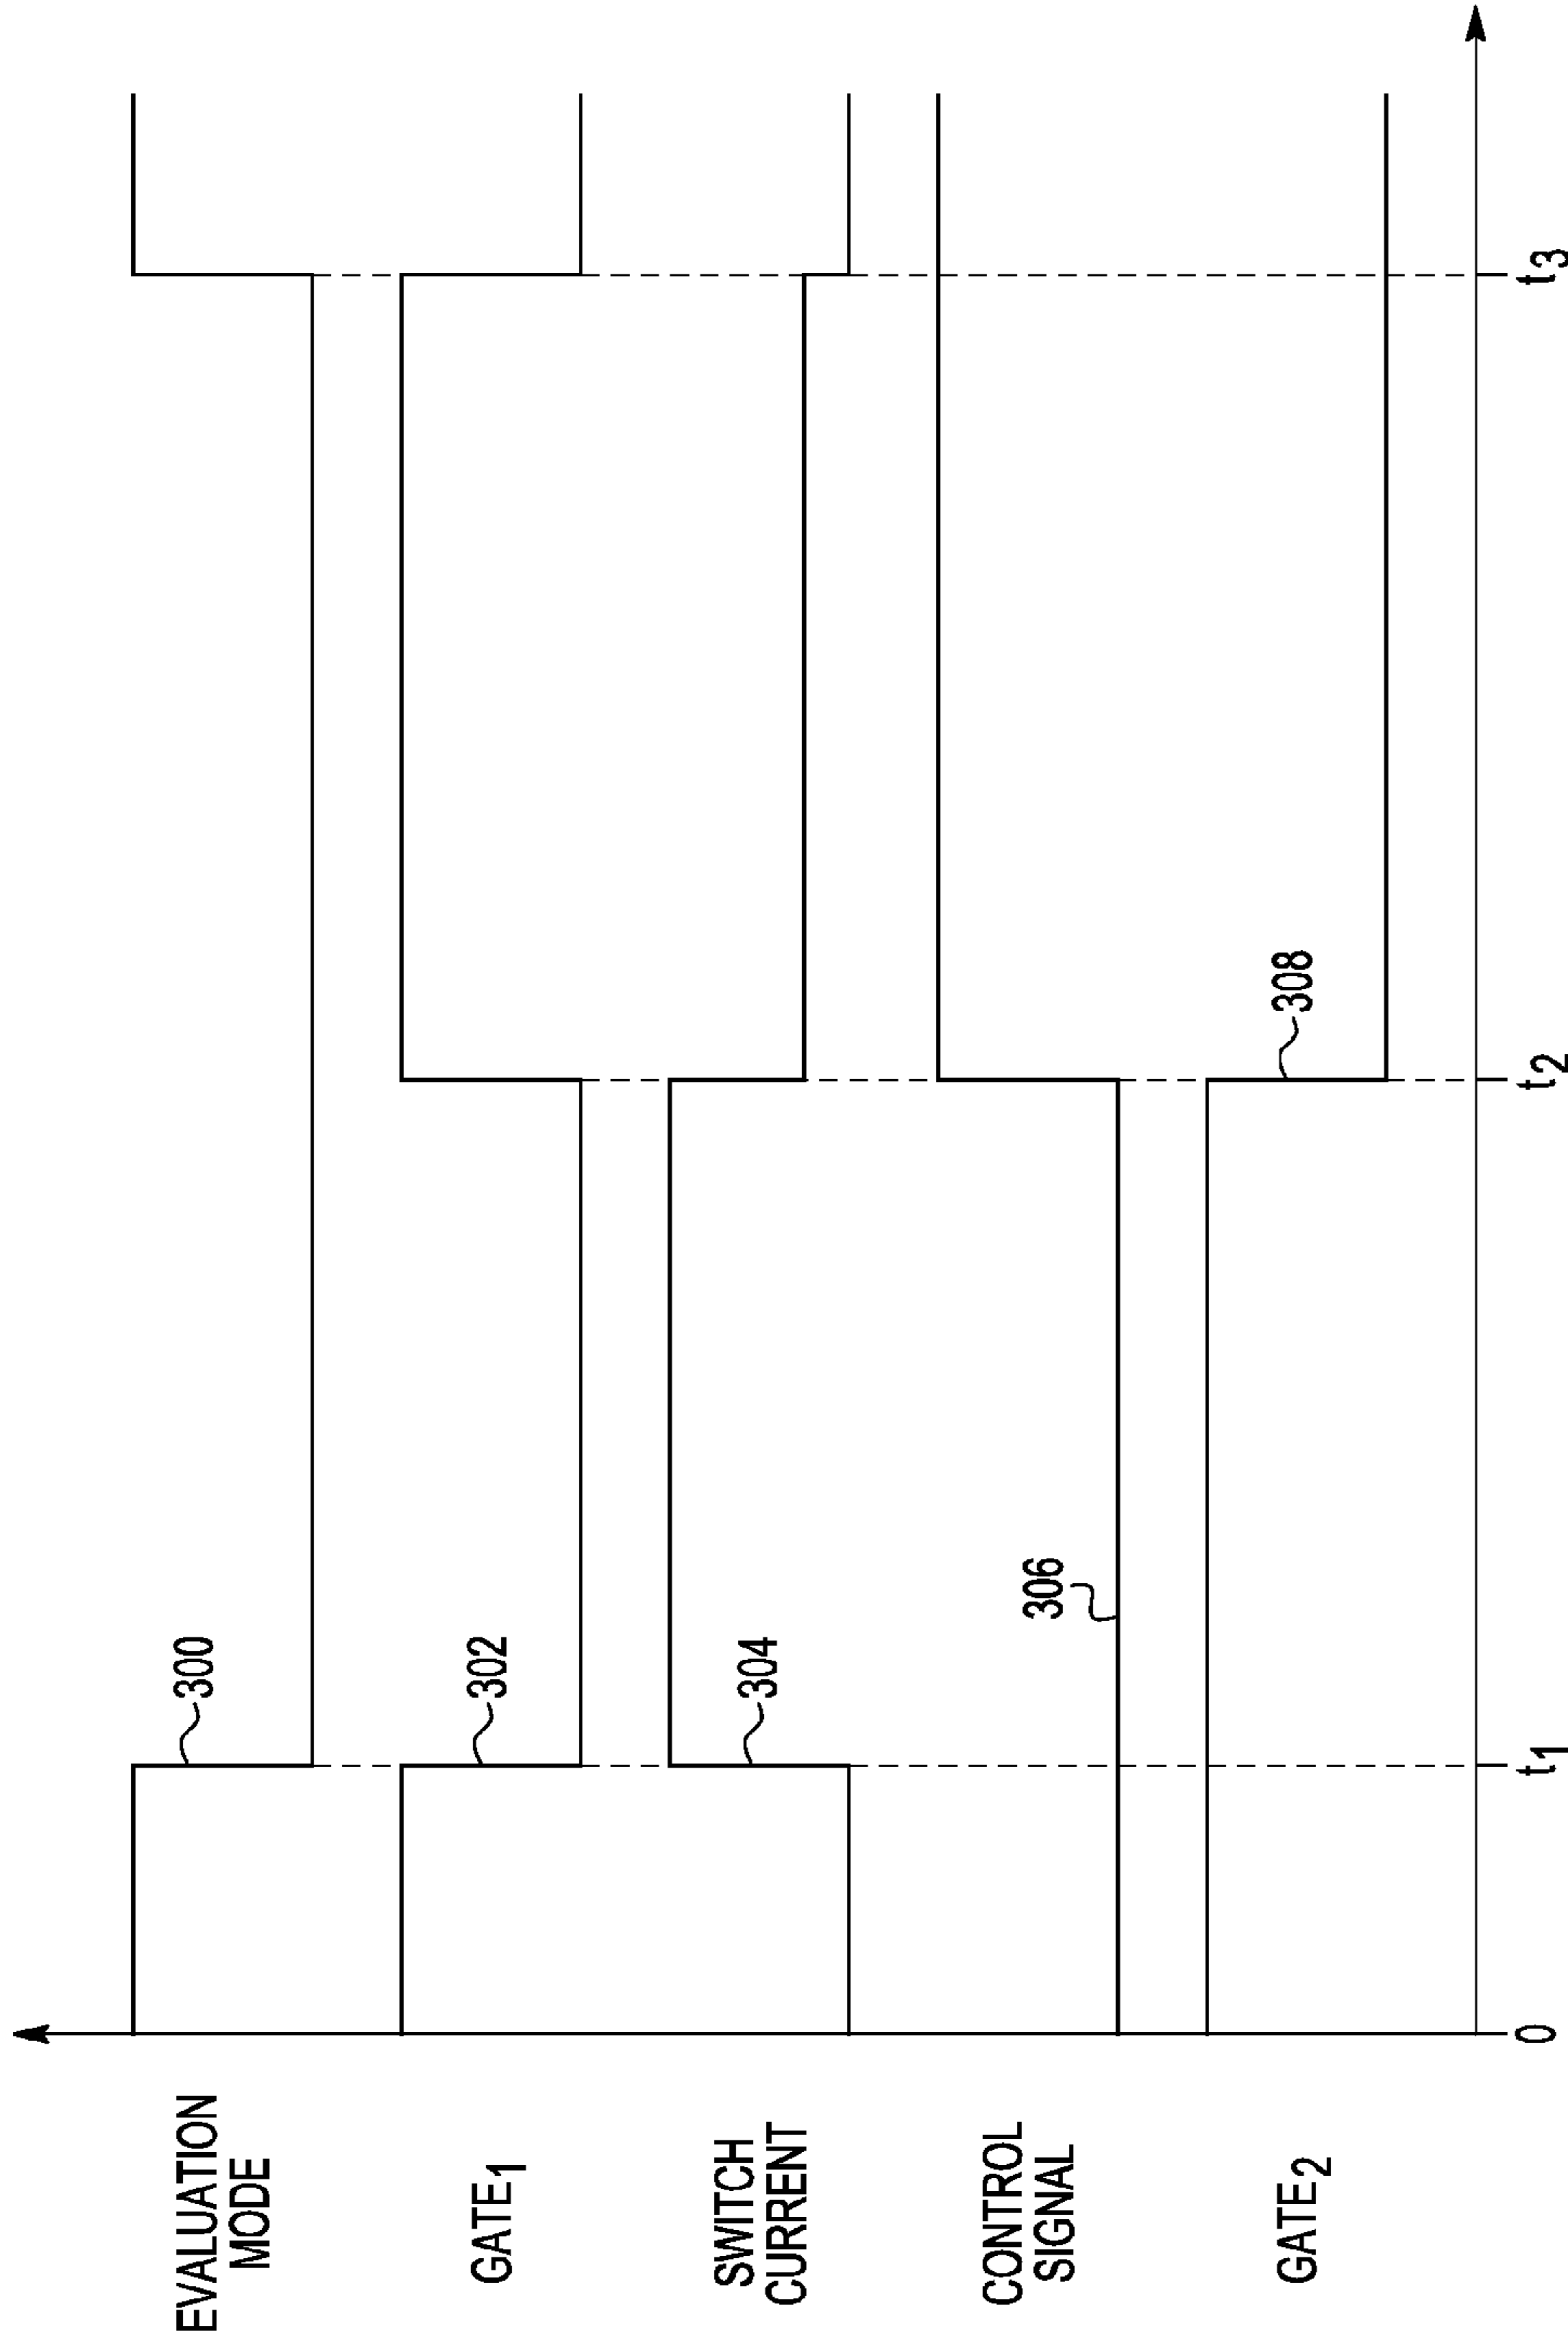 EVALUATION
MODE
300
GATE1
302
SWITCH
CURRENT
304
CONTROL
SIGNAL
306
GATE2
308
0
t1
t2
t3